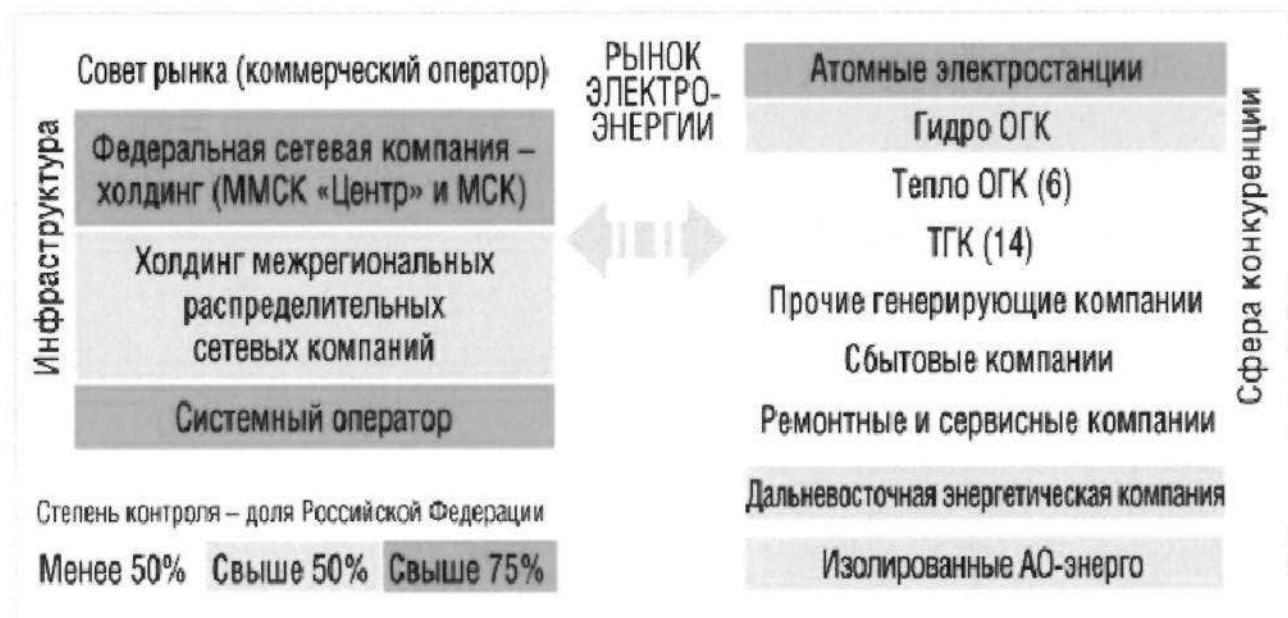 Инфраструктура
Совет рынка (коммерческий оператор)
Федеральная сетевая компания –
холдинг (ММСК «Центр» и МСК)
Холдинг межрегиональных
распределительных
сетевых компаний
Системный оператор
Степень контроля – доля Российской Федерации
Менее 50% Свыше 50% Свыше 75%
РЫНОК
ЭЛЕКТРО-
ЭНЕРГИИ
Атомные электростанции
Гидро ОГК
Тепло ОГК (6)
ТГК (14)
Прочие генерирующие компании
Сбытовые компании
Ремонтные и сервисные компании
Дальневосточная энергетическая компания
Изолированные АО-энерго
Сфера конкуренции